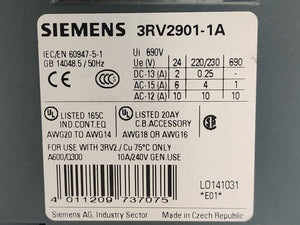 SIEMENS 3RV2901-1A
IEC/EN 60947-5-1
GB 14048.5 / 50Hz
Ui 690V
Ue (V) 24 220/230 690
DC-13 (A) 2 0.25 -
AC-15 (A) 6 4 1
AC-12 (A) 10 10 10
LISTED 165C
IND.CONT.EQ
AWG20 TO AWG14
LISTED 20AY
C.B.ACCESSORY
AWG18 OR AWG16
FOR USE WITH 3RV2./ Cu 75°C ONLY
A600/Q300 10A/240V GEN.USE
LO141031
*E01*
4 011209 737075
Siemens AG, Industry Sector Made in Czech Republic